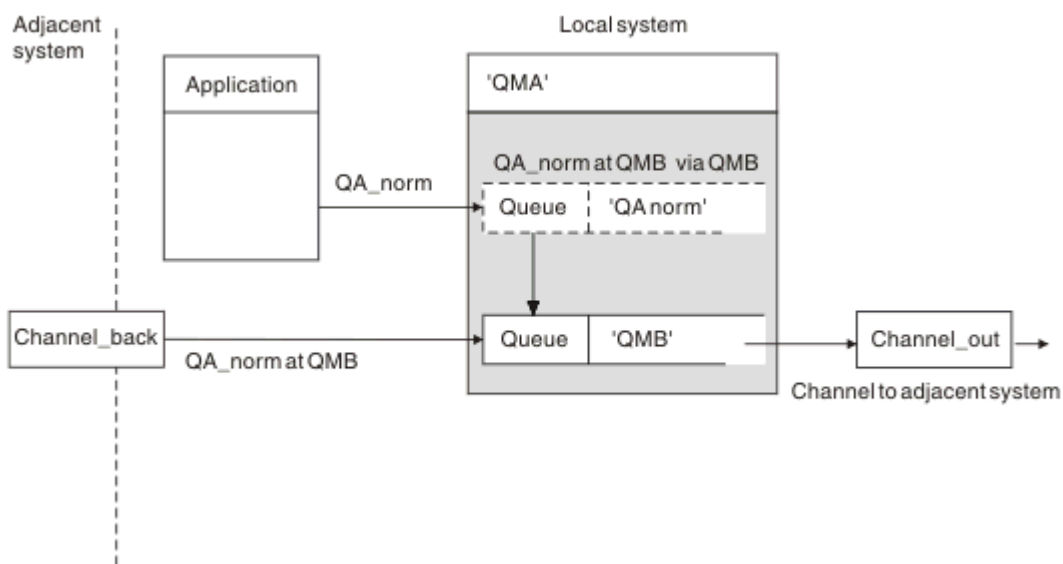 Adjacent
system
Local system
Application
'QMA'
QA_norm at QMB via QMB
QA_norm
Queue
'QA norm'
Channel_back
Queue
'QMB'
Channel_out
QA_norm at QMB
Channel to adjacent system